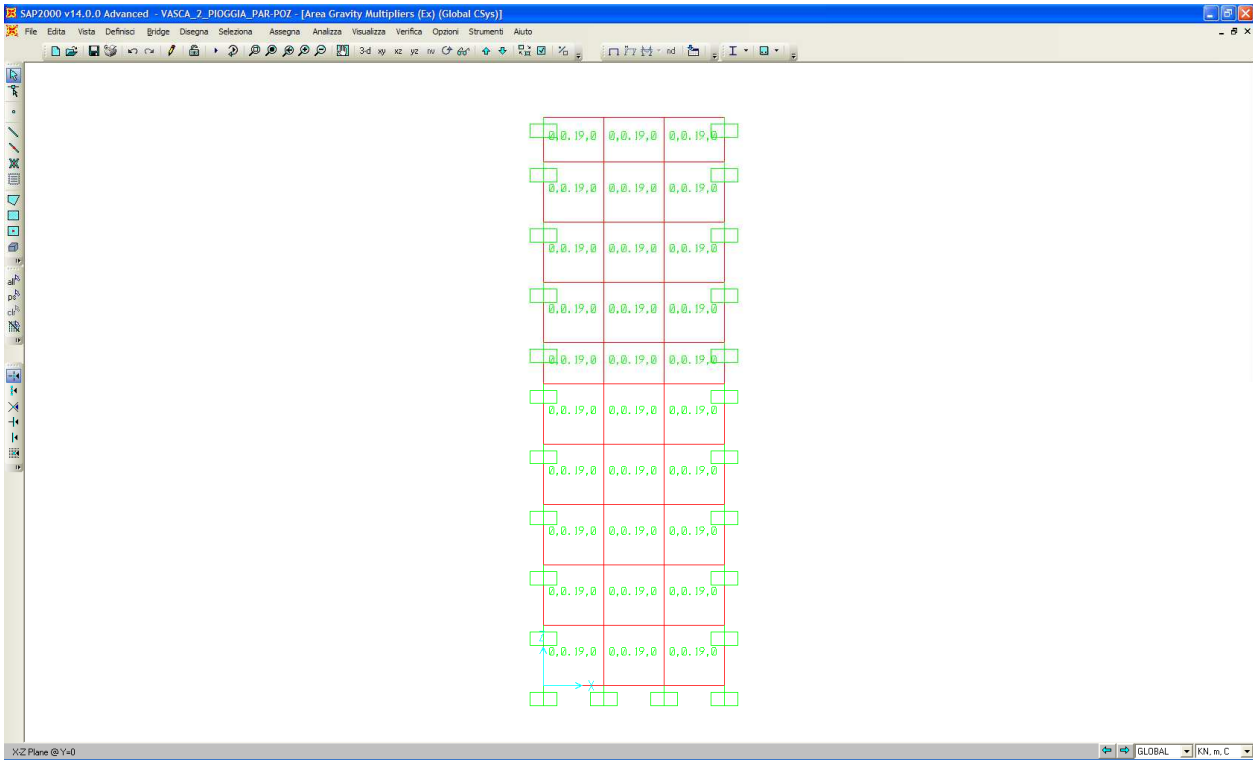 SAP2000 v14.0.0 Advanced - VASCA_2_PIOGGIA_PAR-POZ - [Area Gravity Multipliers (Ex) (Global CSys)]
File Edita Vista Definisci Bridge Disegna Seleziona Assegna Analizza Visualizza Verifica Opzioni Strumenti Aiuto
3-d xy xz yz nv nd
all
ps
clr
0,0.19,0 0,0.19,0 0,0.19,0
0,0.19,0 0,0.19,0 0,0.19,0
0,0.19,0 0,0.19,0 0,0.19,0
0,0.19,0 0,0.19,0 0,0.19,0
0,0.19,0 0,0.19,0 0,0.19,0
0,0.19,0 0,0.19,0 0,0.19,0
0,0.19,0 0,0.19,0 0,0.19,0
0,0.19,0 0,0.19,0 0,0.19,0
0,0.19,0 0,0.19,0 0,0.19,0
Z
0,0.19,0 0,0.19,0 0,0.19,0
X
X-Z Plane @ Y=0 GLOBAL KN, m, C